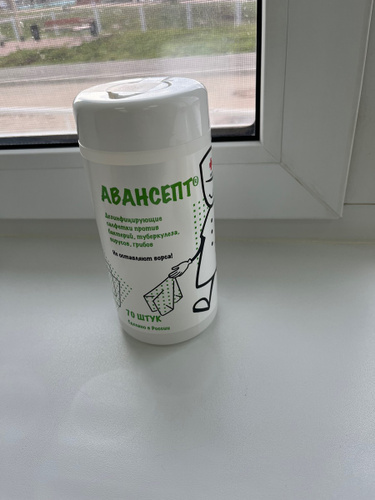 АВАНСЕПТ®
Дезинфицирующие
салфетки против
бактерий, туберкулеза,
вирусов, грибов
Не оставляют ворса!
70 ШТУК
Сделано в России